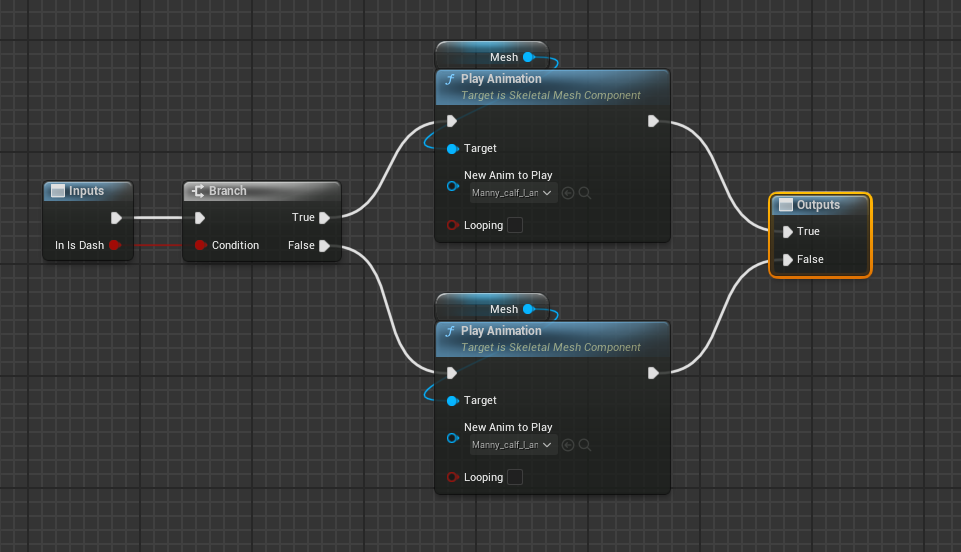 Mesh
f Play Animation
Target is Skeletal Mesh Component
Target
New Anim to Play
Manny_calf_l_an
Looping
Inputs
In Is Dash
Branch
True
Condition
False
Outputs
True
False
Mesh
f Play Animation
Target is Skeletal Mesh Component
Target
New Anim to Play
Manny_calf_l_an
Looping